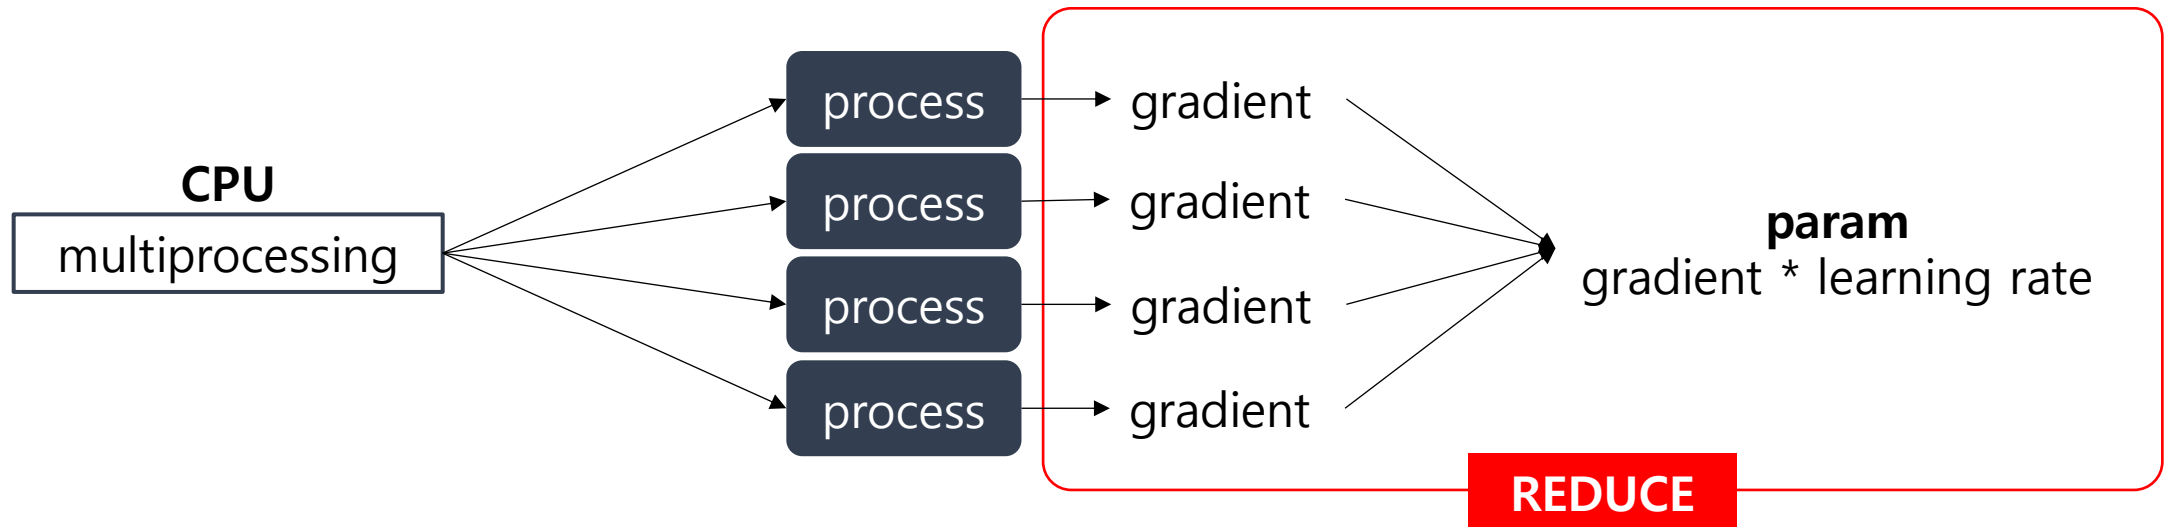 CPU
multiprocessing
process
process
process
process
gradient
gradient
gradient
gradient
param
gradient * learning rate
REDUCE